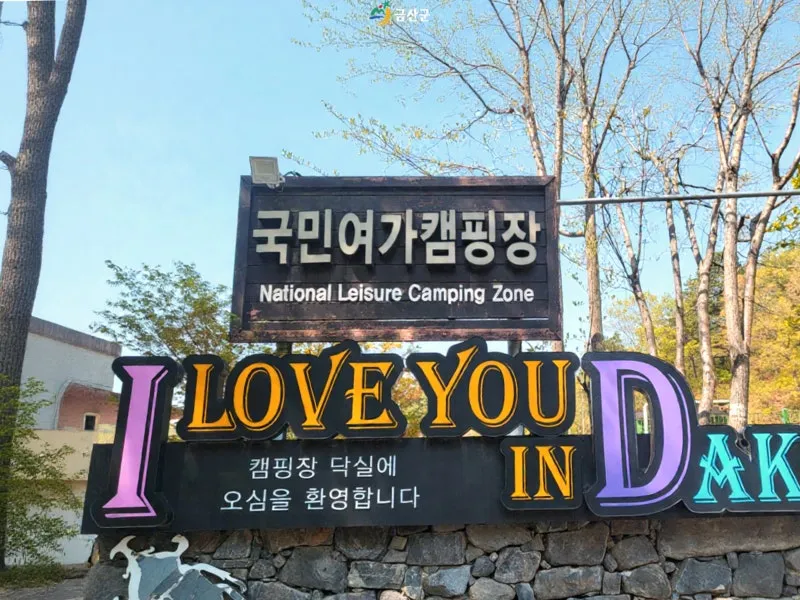 금산군
국민여가캠핑장
National Leisure Camping Zone
I LOVE YOU
IN DAK
캠핑장 닥실에
오심을 환영합니다